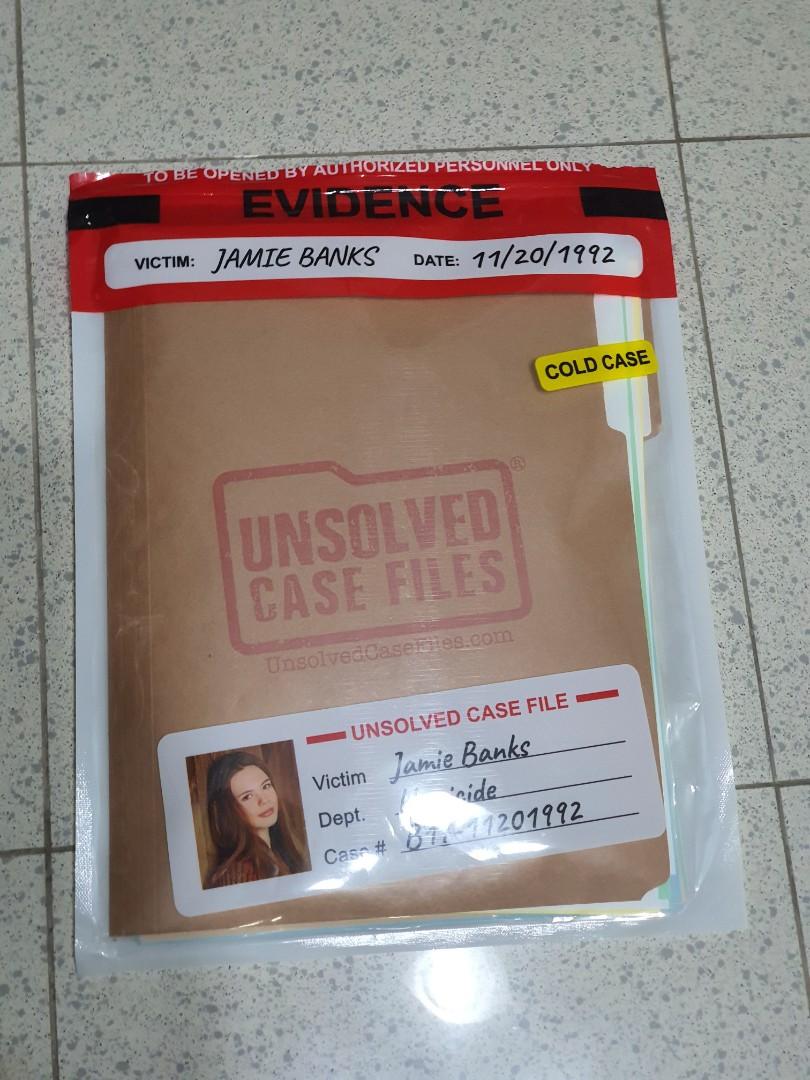 TO BE OPENED BY AUTHORIZED PERSONNEL ONLY
EVIDENCE
VICTIM: JAMIE BANKS DATE: 11/20/1992
COLD CASE
UNSOLVED ®
CASE FILES
UnsolvedCaseFiles.com
UNSOLVED CASE FILE
Victim Jamie Banks
Dept.
Case #